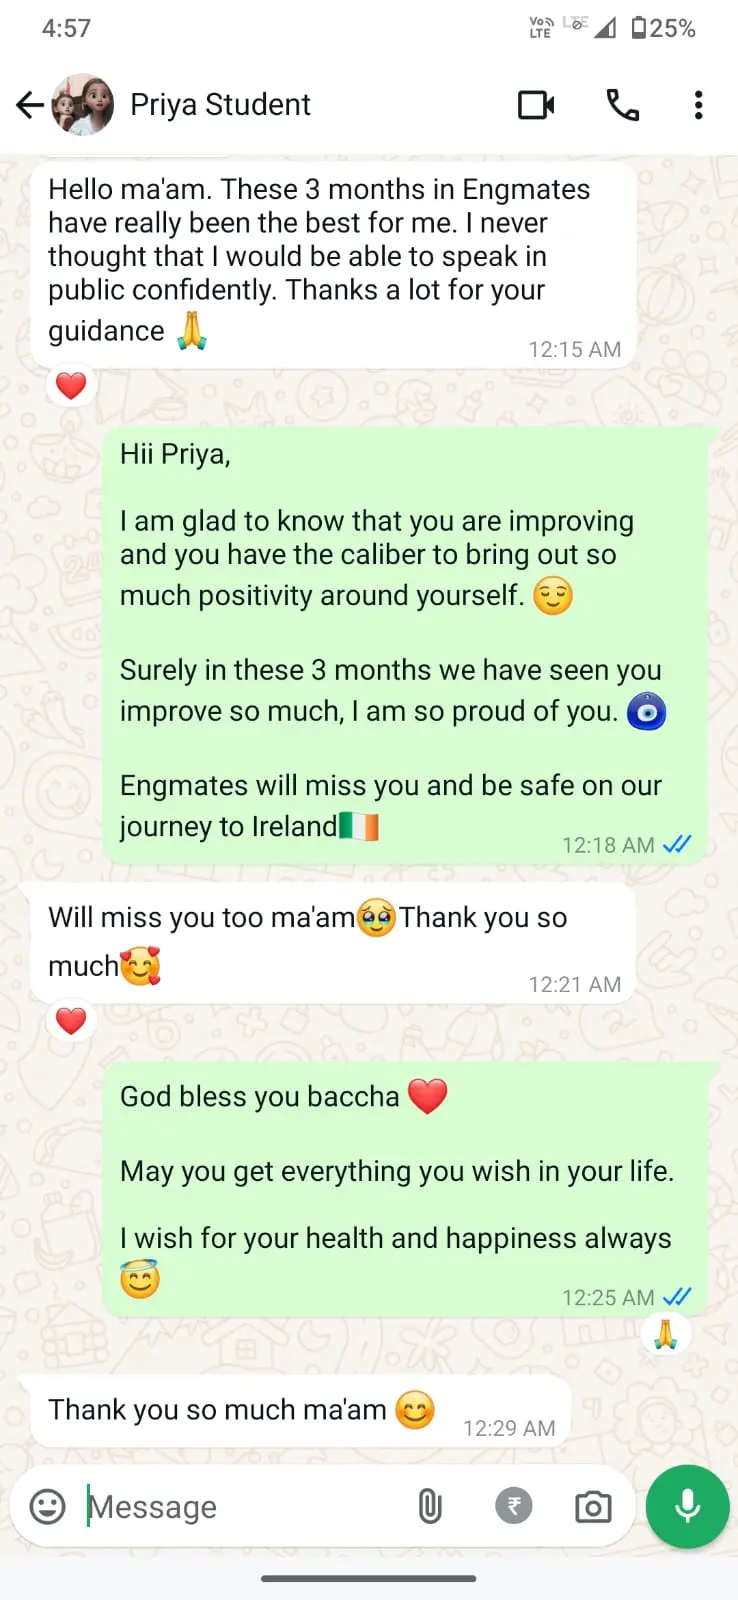 4:57
Vo)) LTE LTE 25%
Priya Student
Hello ma'am. These 3 months in Engmates
have really been the best for me. I never
thought that I would be able to speak in
public confidently. Thanks a lot for your
guidance 🙏
12:15 AM
❤️
Hii Priya,
I am glad to know that you are improving
and you have the caliber to bring out so
much positivity around yourself. 😌
Surely in these 3 months we have seen you
improve so much, I am so proud of you. 🧿
Engmates will miss you and be safe on our
journey to Ireland🇮🇪
12:18 AM
Will miss you too ma'am🥹Thank you so
much🥰
12:21 AM
❤️
God bless you baccha ❤️
May you get everything you wish in your life.
I wish for your health and happiness always
😇
12:25 AM
🙏
Thank you so much ma'am 😊
12:29 AM
Message
₹